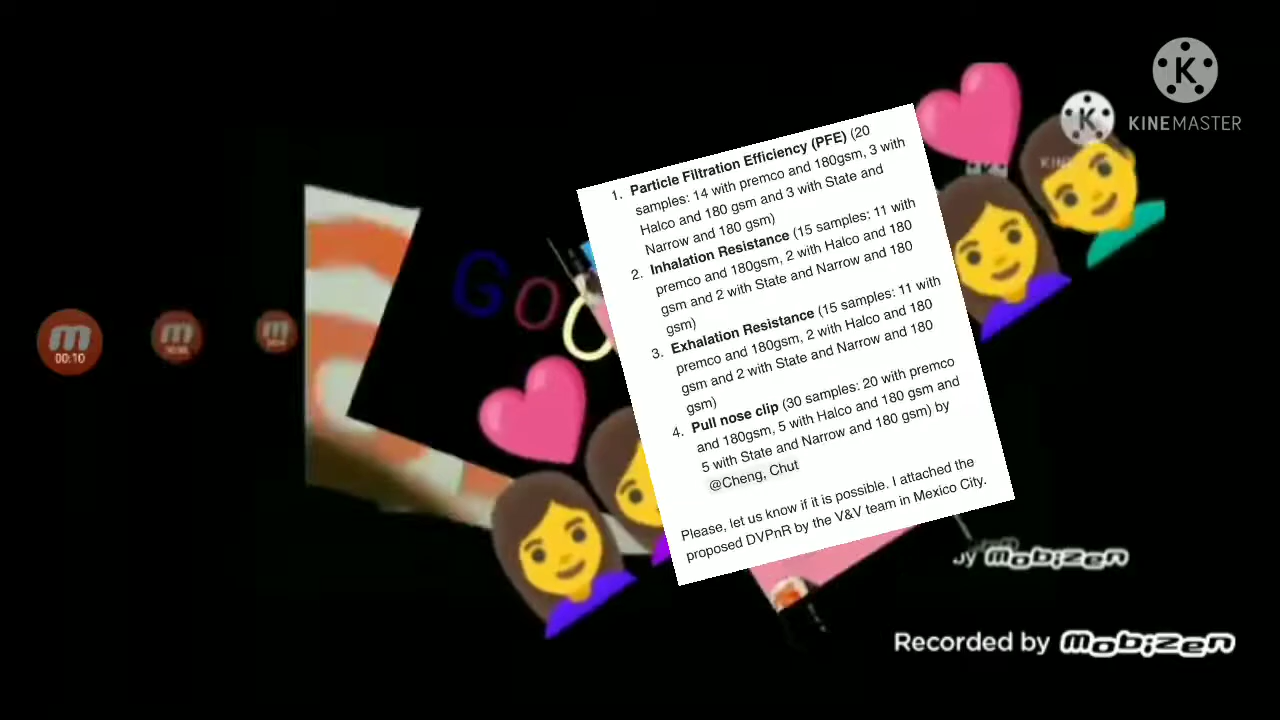 KINEMASTER
K
K
GOO
1. Particle Filtration Efficiency (PFE) (20
samples: 14 with premco and 180gsm, 3 with
Halco and 180 gsm and 3 with State and
Narrow and 180 gsm)
2. Inhalation Resistance (15 samples: 11 with
premco and 180gsm, 2 with Halco and 180
gsm and 2 with State and Narrow and 180
gsm)
3. Exhalation Resistance (15 samples: 11 with
premco and 180gsm, 2 with Halco and 180
gsm and 2 with State and Narrow and 180
gsm)
4. Pull nose clip (30 samples: 20 with premco
and 180gsm, 5 with Halco and 180 gsm and
5 with State and Narrow and 180 gsm) by
@Cheng, Chut
Please, let us know if it is possible. I attached the
proposed DVPnR by the V&V team in Mexico City.
00:10
by mobizen
Recorded by mobizen